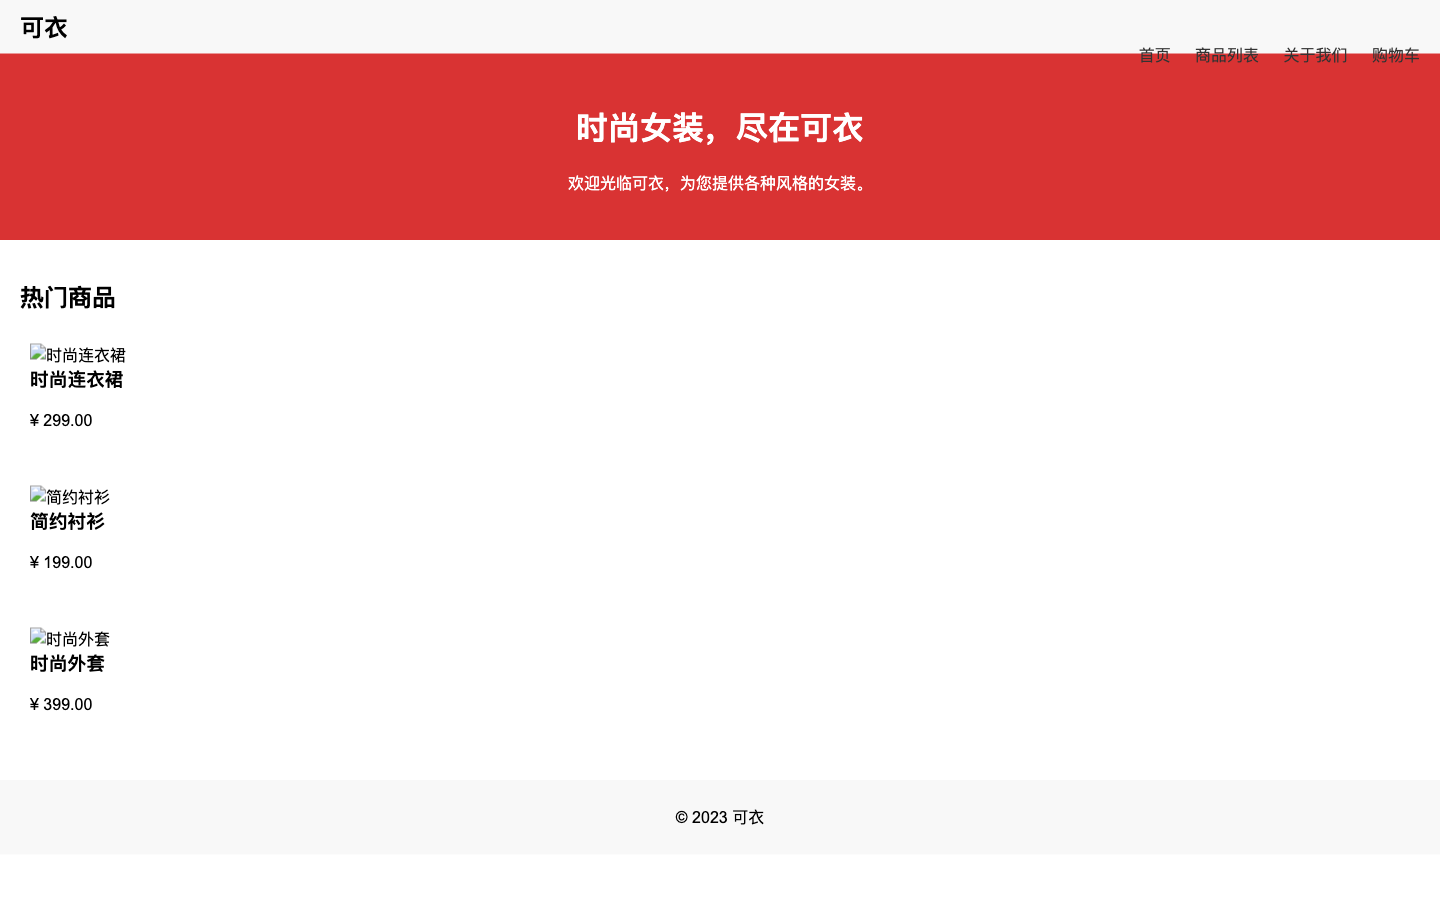 可衣
首页 商品列表 关于我们 购物车
时尚女装，尽在可衣
欢迎光临可衣，为您提供各种风格的女装。
热门商品
时尚连衣裙
时尚连衣裙
¥ 299.00
简约衬衫
简约衬衫
¥ 199.00
时尚外套
时尚外套
¥ 399.00
© 2023 可衣